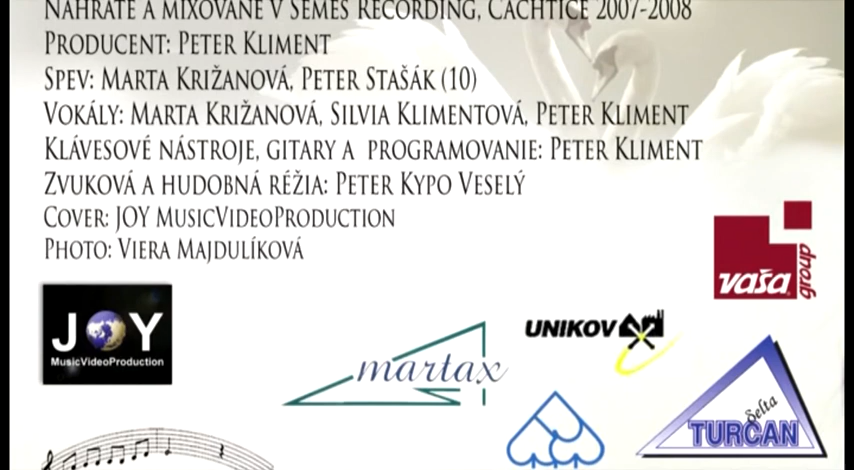 NAHRATÉ A MIXOVANÉ V SEMES RECORDING, ČACHTICE 2007-2008
PRODUCENT: PETER KLIMENT
SPEV: MARTA KRIŽANOVÁ, PETER STAŠÁK (10)
VOKÁLY: MARTA KRIŽANOVÁ, SILVIA KLIMENTOVÁ, PETER KLIMENT
KLÁVESOVÉ NÁSTROJE, GITARY A PROGRAMOVANIE: PETER KLIMENT
ZVUKOVÁ A HUDOBNÁ RÉŽIA: PETER KYPO VESELÝ
COVER: JOY MUSICVIDEOPRODUCTION
PHOTO: VIERA MAJDULÍKOVÁ
vaša group
JOY
MusicVideoProduction
UNIKOV
martax
delta
TURCAN